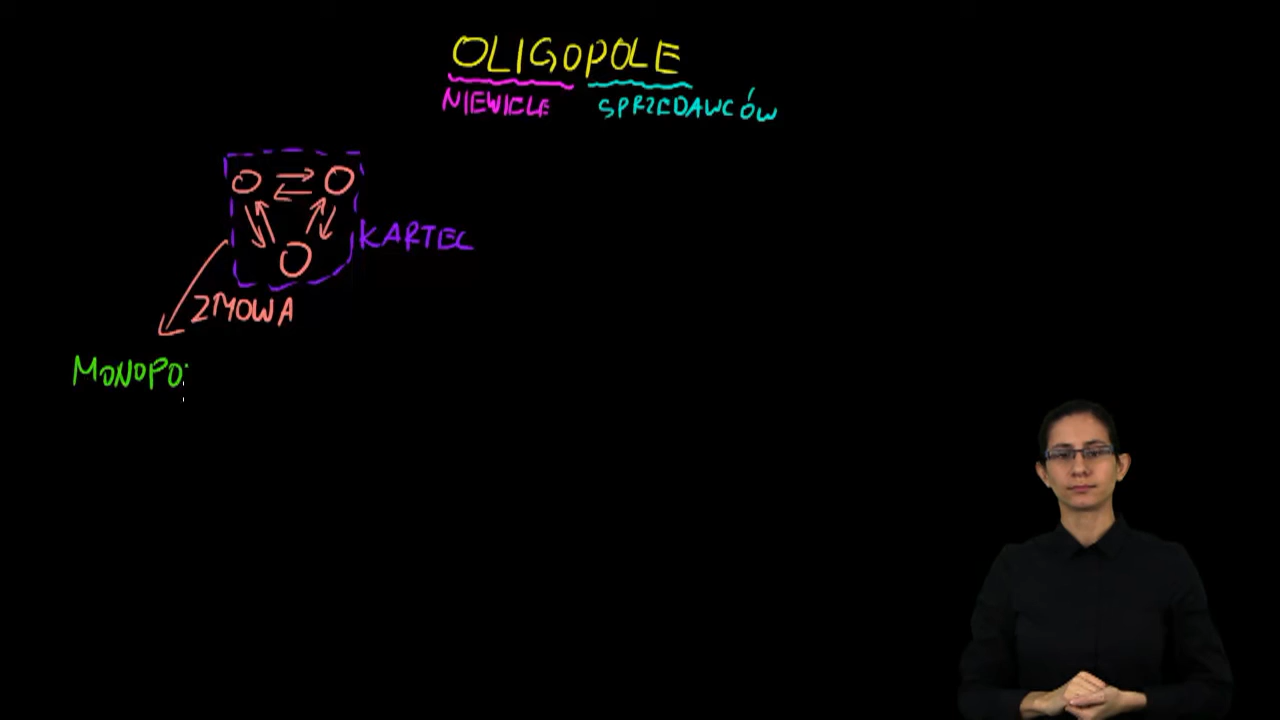 OLIGOPOLE
NIEWIELE SPRZEDAWCÓW
KARTEL
ZMOWA
MONOPO